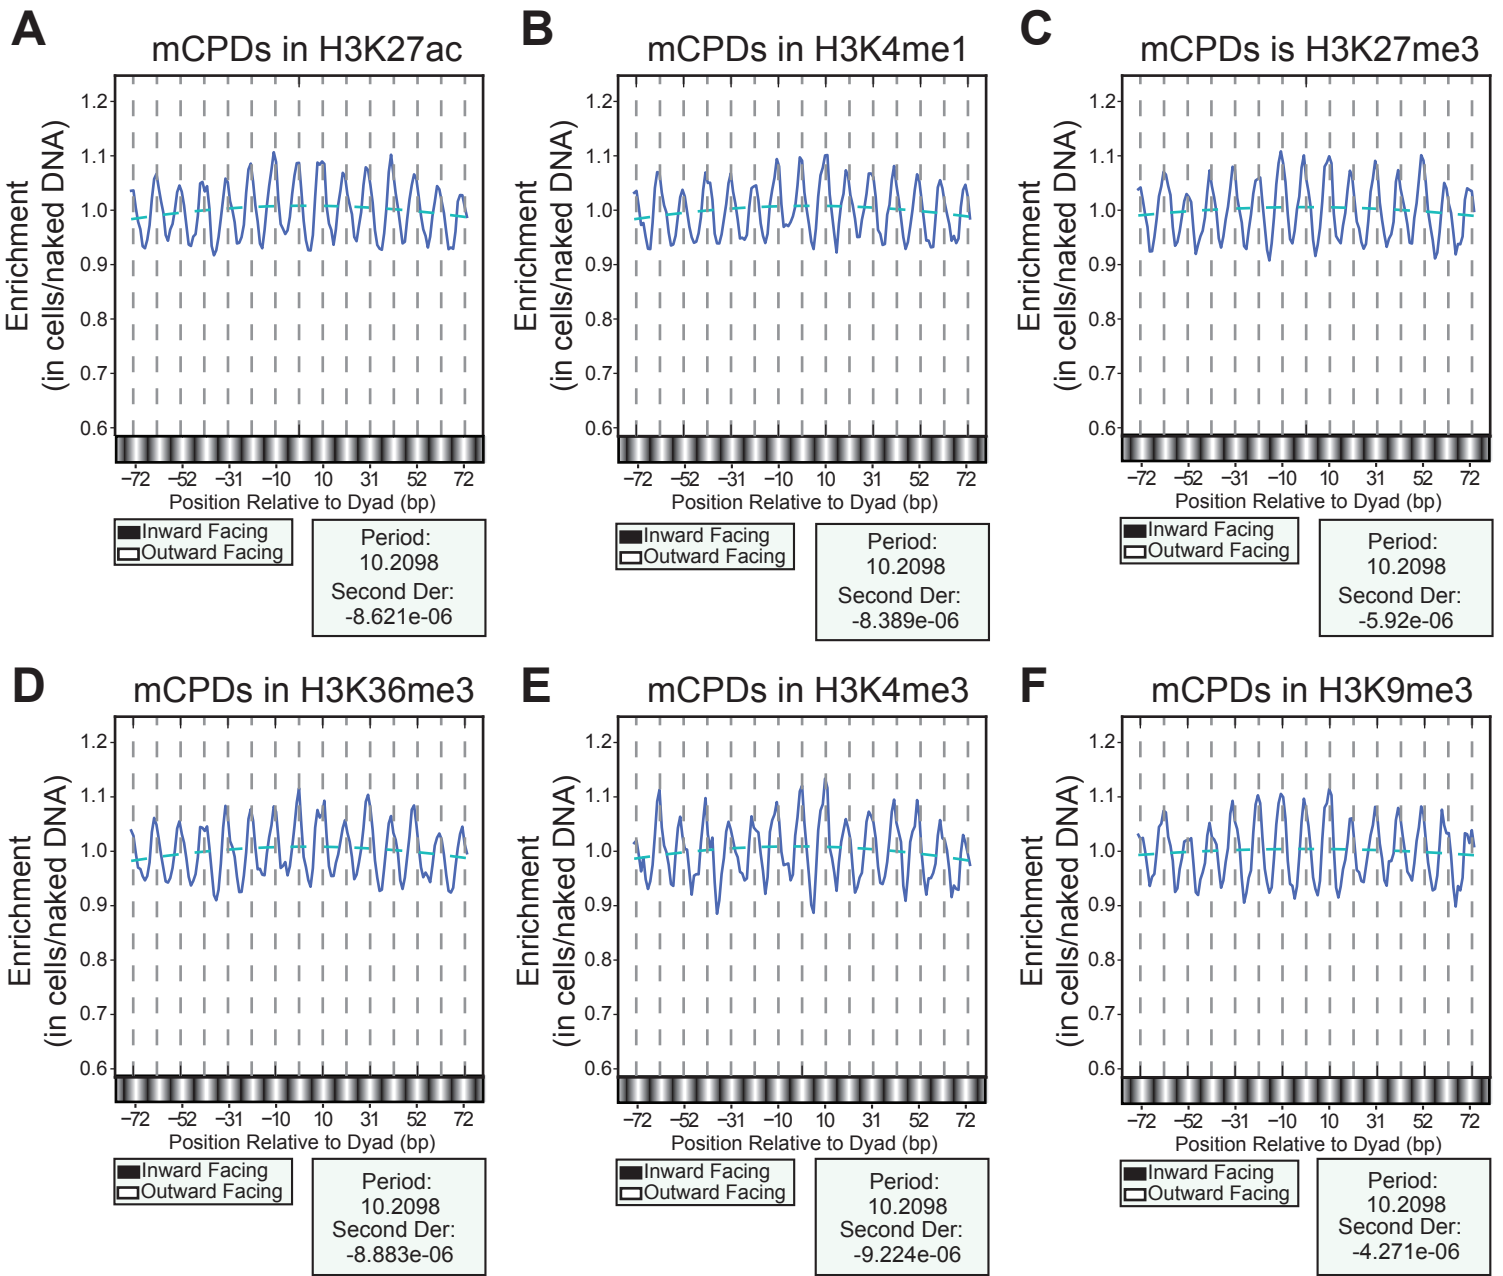 A
mCPDs in H3K27ac
Enrichment
(in cells/naked DNA)
1.2
1.1
1.0
0.9
0.8
0.7
0.6
−72 −52 −31 −10 10 31 52 72
Position Relative to Dyad (bp)
Inward Facing
Outward Facing
Period:
10.2098
Second Der:
-8.621e-06
B
mCPDs in H3K4me1
Enrichment
(in cells/naked DNA)
1.2
1.1
1.0
0.9
0.8
0.7
0.6
−72 −52 −31 −10 10 31 52 72
Position Relative to Dyad (bp)
Inward Facing
Outward Facing
Period:
10.2098
Second Der:
-8.389e-06
C
mCPDs is H3K27me3
Enrichment
(in cells/naked DNA)
1.2
1.1
1.0
0.9
0.8
0.7
0.6
−72 −52 −31 −10 10 31 52 72
Position Relative to Dyad (bp)
Inward Facing
Outward Facing
Period:
10.2098
Second Der:
-5.92e-06
D
mCPDs in H3K36me3
Enrichment
(in cells/naked DNA)
1.2
1.1
1.0
0.9
0.8
0.7
0.6
−72 −52 −31 −10 10 31 52 72
Position Relative to Dyad (bp)
Inward Facing
Outward Facing
Period:
10.2098
Second Der:
-8.883e-06
E
mCPDs in H3K4me3
Enrichment
(in cells/naked DNA)
1.2
1.1
1.0
0.9
0.8
0.7
0.6
−72 −52 −31 −10 10 31 52 72
Position Relative to Dyad (bp)
Inward Facing
Outward Facing
Period:
10.2098
Second Der:
-9.224e-06
F
mCPDs in H3K9me3
Enrichment
(in cells/naked DNA)
1.2
1.1
1.0
0.9
0.8
0.7
0.6
−72 −52 −31 −10 10 31 52 72
Position Relative to Dyad (bp)
Inward Facing
Outward Facing
Period:
10.2098
Second Der:
-4.271e-06